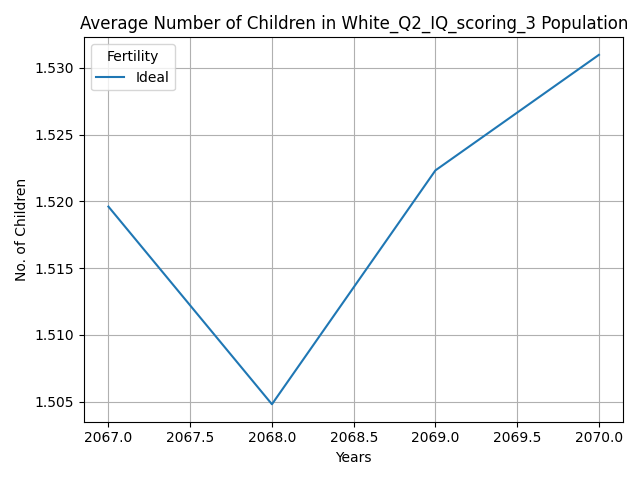 Average Number of Children in White_Q2_IQ_scoring_3 Population
Fertility
Ideal
No. of Children
1.530
1.525
1.520
1.515
1.510
1.505
2067.0 2067.5 2068.0 2068.5 2069.0 2069.5 2070.0
Years